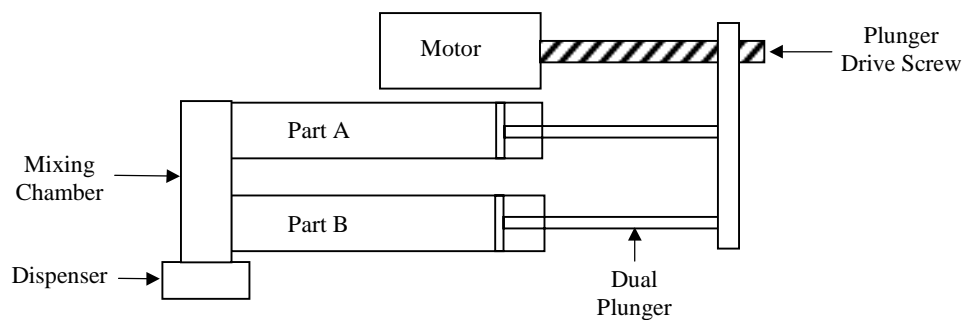 Motor
Plunger
Drive Screw
Part A
Mixing
Chamber
Part B
Dispenser
Dual
Plunger